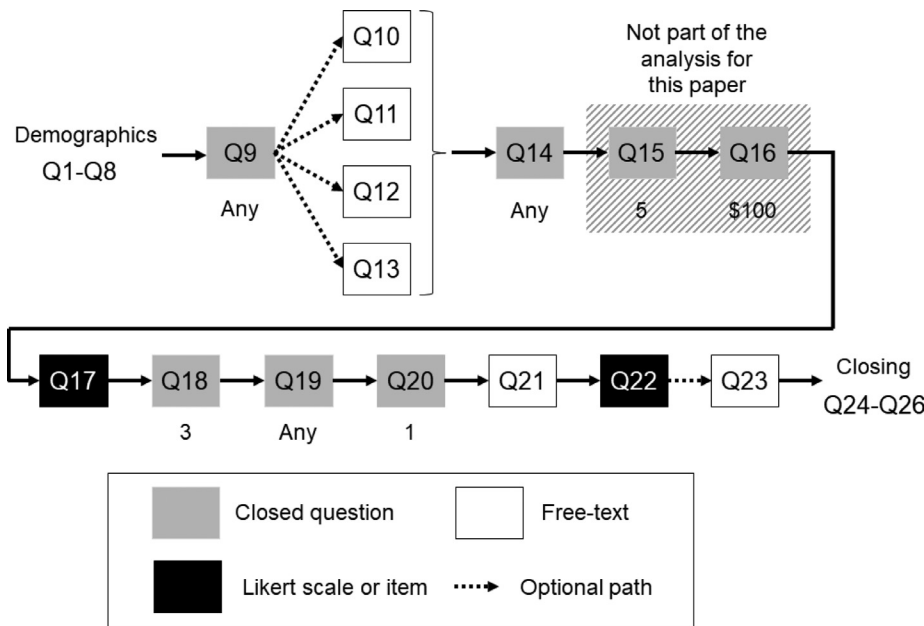 Q10
Not part of the
analysis for
this paper
Q11
Demographics
Q1-Q8
Q9
Q14
Q15
Q16
Q12
Any
Any
5
$100
Q13
Q17
Q18
Q19
Q20
Q21
Q22
Q23
Closing
Q24-Q26
3
Any
1
Closed question
Free-text
Likert scale or item
Optional path